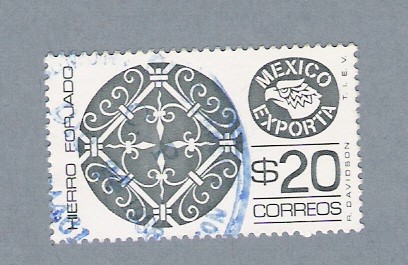 HIERRO FORJADO
MEXICO
EXPORTA
$20
CORREOS
R. DAVIDSON T.I.E.V.